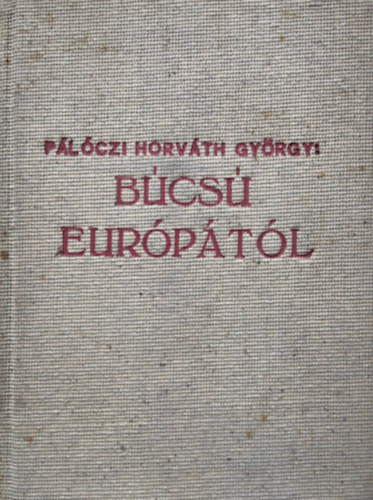 PÁLÓCZI HORVÁTH GYÖRGY:
BÚCSÚ
EURÓPÁTÓL